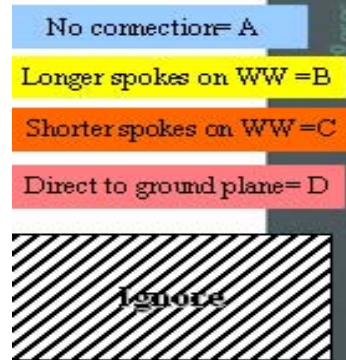 No connection= A
Longer spokes on WW =B
Shorter spokes on WW =C
Direct to ground plane= D
Ignore